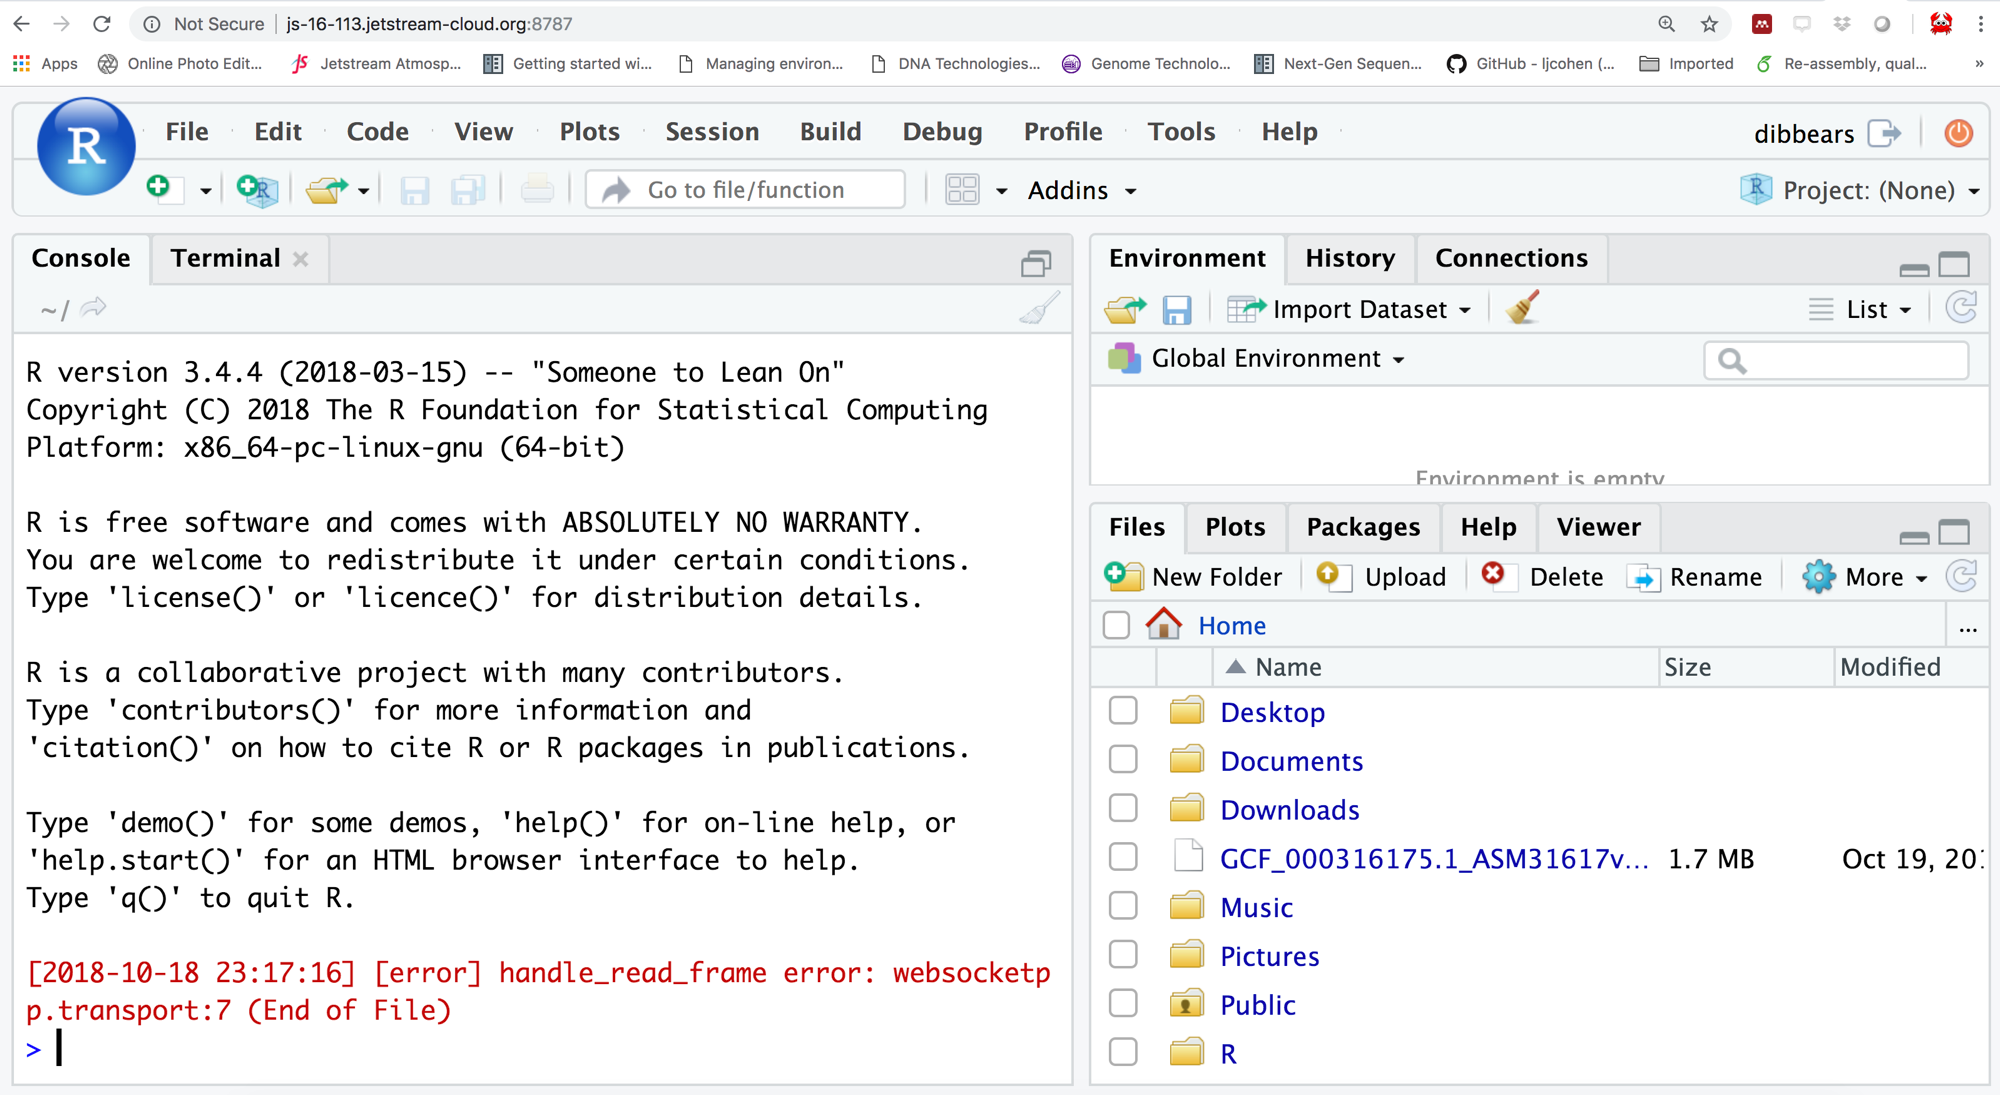 Not Secure js-16-113.jetstream-cloud.org:8787
Apps Online Photo Edit... JS Jetstream Atmosp... Getting started wi... Managing environ... DNA Technologies... Genome Technolo... Next-Gen Sequen... GitHub - ljcohen (... Imported Re-assembly, qual... »
R File Edit Code View Plots Session Build Debug Profile Tools Help dibbears
Go to file/function Addins Project: (None)
Console Terminal
~/
R version 3.4.4 (2018-03-15) -- "Someone to Lean On"
Copyright (C) 2018 The R Foundation for Statistical Computing
Platform: x86_64-pc-linux-gnu (64-bit)
R is free software and comes with ABSOLUTELY NO WARRANTY.
You are welcome to redistribute it under certain conditions.
Type 'license()' or 'licence()' for distribution details.
R is a collaborative project with many contributors.
Type 'contributors()' for more information and
'citation()' on how to cite R or R packages in publications.
Type 'demo()' for some demos, 'help()' for on-line help, or
'help.start()' for an HTML browser interface to help.
Type 'q()' to quit R.
[2018-10-18 23:17:16] [error] handle_read_frame error: websocketp
p.transport:7 (End of File)
>
Environment History Connections
Import Dataset List
Global Environment
Environment is empty
Files Plots Packages Help Viewer
New Folder Upload Delete Rename More
Home ...
Name Size Modified
Desktop
Documents
Downloads
GCF_000316175.1_ASM31617v... 1.7 MB Oct 19, 201
Music
Pictures
Public
R